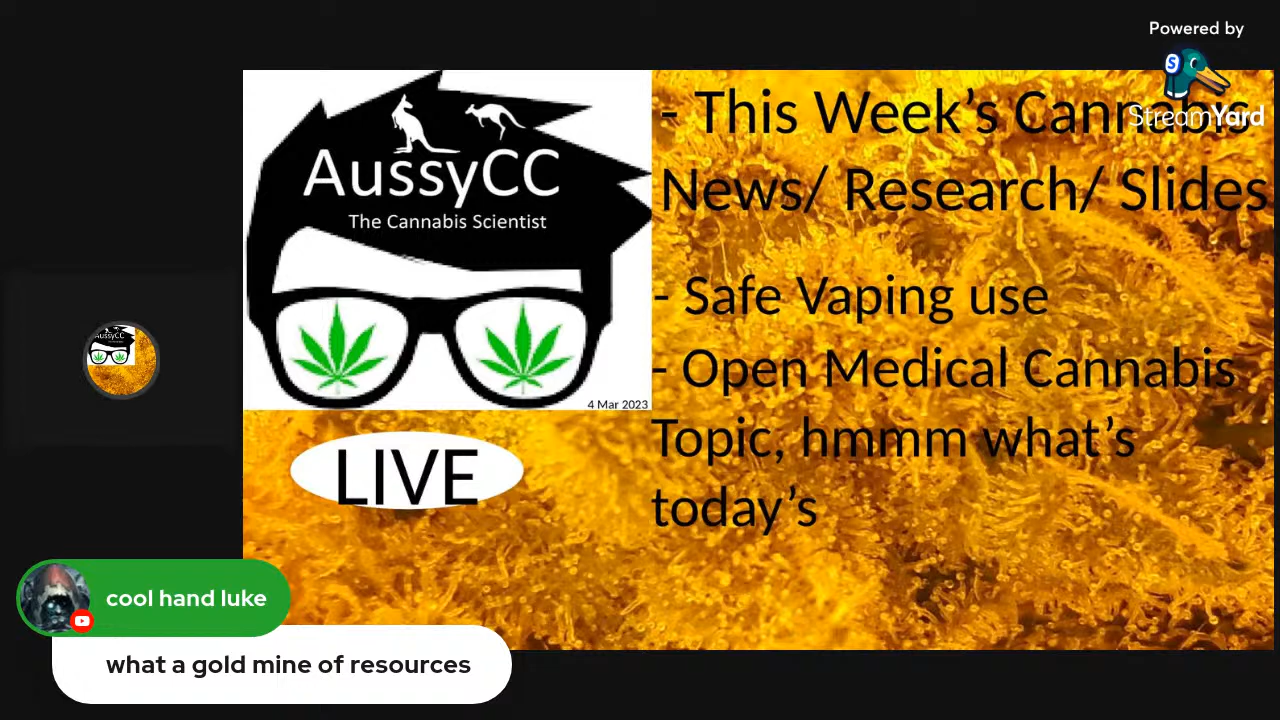 Powered by
StreamYard
- This Week's Cannabis
News/ Research/ Slides
AussyCC
The Cannabis Scientist
- Safe Vaping use
- Open Medical Cannabis
4 Mar 2023
Topic, hmmm what's
today's
LIVE
AussyCC
cool hand luke
what a gold mine of resources